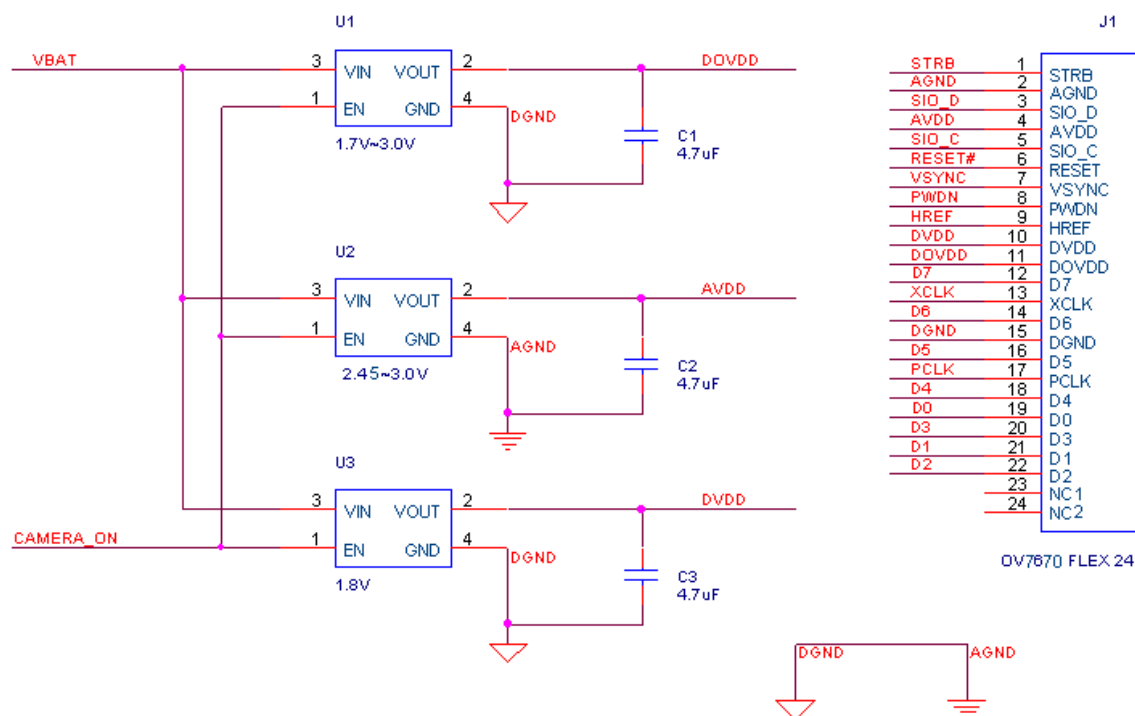 U1
VBAT
3 VIN VOUT 2
DOVDD
1 EN GND 4
DGND
1.7V~3.0V
C1
4.7uF
U2
3 VIN VOUT 2
AVDD
1 EN GND 4
AGND
2.45~3.0V
C2
4.7uF
U3
3 VIN VOUT 2
DVDD
CAMERA_ON
1 EN GND 4
DGND
1.8V
C3
4.7uF
J1
STRB 1 STRB
AGND 2 AGND
SIO_D 3 SIO_D
AVDD 4 AVDD
SIO_C 5 SIO_C
RESET# 6 RESET
VSYNC 7 VSYNC
PWDN 8 PWDN
HREF 9 HREF
DVDD 10 DVDD
DOVDD 11 DOVDD
D7 12 D7
XCLK 13 XCLK
D6 14 D6
DGND 15 DGND
D5 16 D5
PCLK 17 PCLK
D4 18 D4
D0 19 D0
D3 20 D3
D1 21 D1
D2 22 D2
23 NC1
24 NC2
OV7670 FLEX 24
DGND AGND